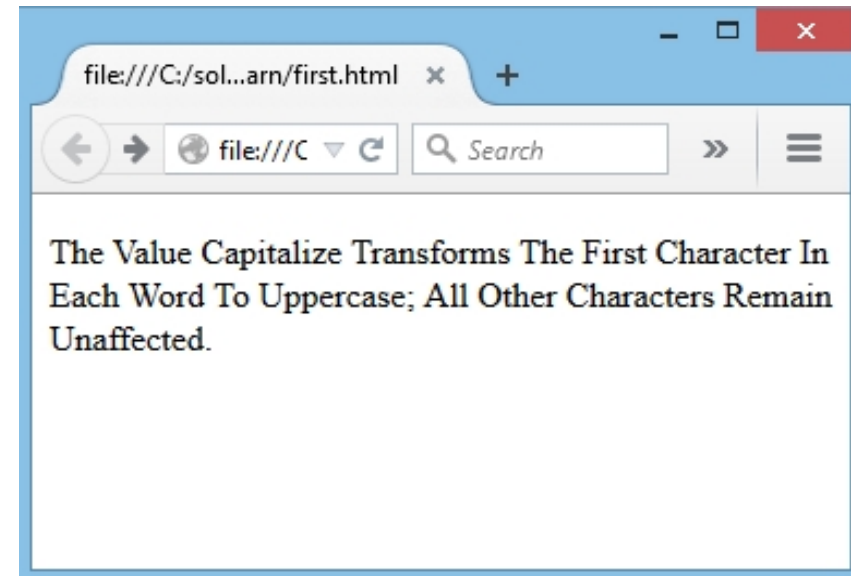 file:///C:/sol...arn/first.html
file:///C
Search
The Value Capitalize Transforms The First Character In
Each Word To Uppercase; All Other Characters Remain
Unaffected.